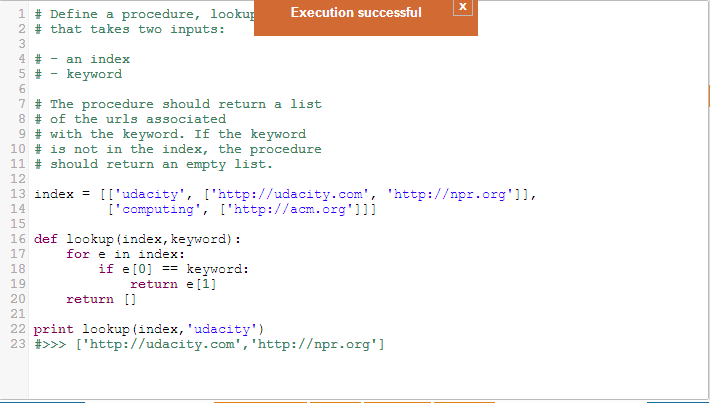 Execution successful
x
1 # Define a procedure, lookup
2 # that takes two inputs:
3
4 # - an index
5 # - keyword
6
7 # The procedure should return a list
8 # of the urls associated
9 # with the keyword. If the keyword
10 # is not in the index, the procedure
11 # should return an empty list.
12
13 index = [['udacity', ['http://udacity.com', 'http://npr.org']],
14          ['computing', ['http://acm.org']]]
15
16 def lookup(index,keyword):
17     for e in index:
18         if e[0] == keyword:
19             return e[1]
20     return []
21
22 print lookup(index,'udacity')
23 #>>> ['http://udacity.com','http://npr.org']